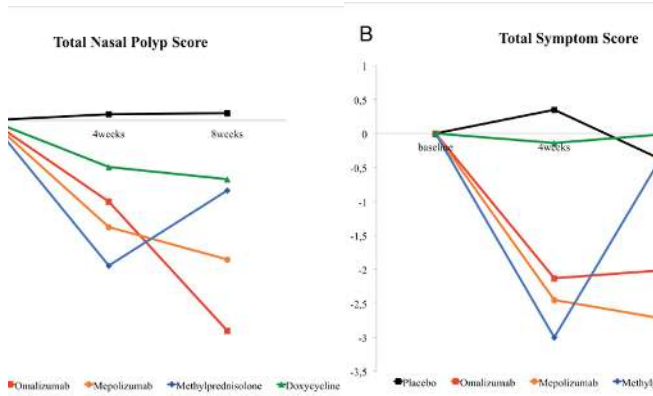 Total Nasal Polyp Score
4weeks
8weeks
Omalizumab
Mepolizumab
Methylprednisolone
Doxycycline
B
Total Symptom Score
1
0,5
0
baseline
4weeks
-0,5
-1
-1,5
-2
-2,5
-3
-3,5
Placebo
Omalizumab
Mepolizumab
Methylp